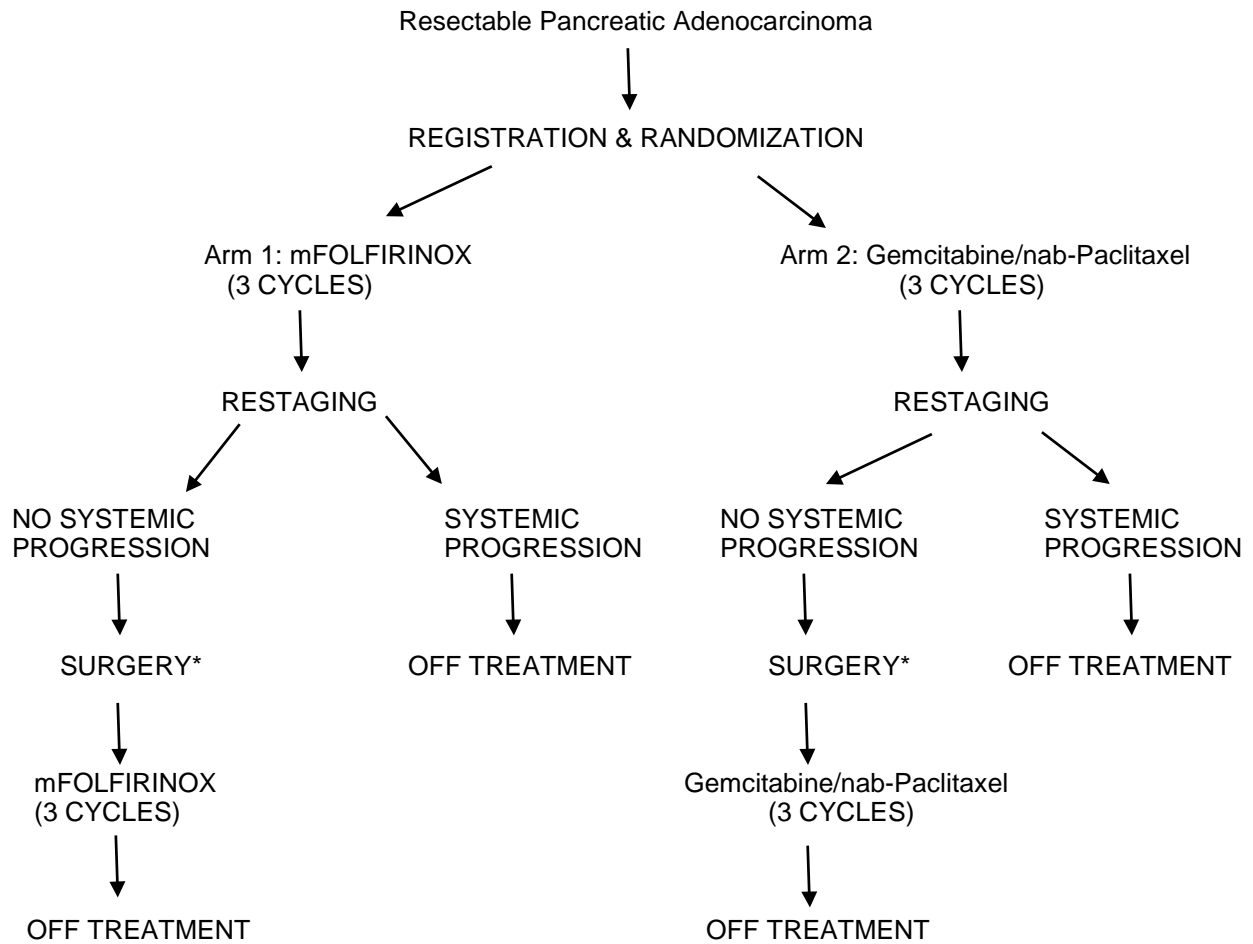 Resectable Pancreatic Adenocarcinoma
REGISTRATION & RANDOMIZATION
Arm 1: mFOLFIRINOX
(3 CYCLES)
Arm 2: Gemcitabine/nab-Paclitaxel
(3 CYCLES)
RESTAGING
RESTAGING
NO SYSTEMIC
PROGRESSION
SYSTEMIC
PROGRESSION
NO SYSTEMIC
PROGRESSION
SYSTEMIC
PROGRESSION
SURGERY*
OFF TREATMENT
SURGERY*
OFF TREATMENT
mFOLFIRINOX
(3 CYCLES)
Gemcitabine/nab-Paclitaxel
(3 CYCLES)
OFF TREATMENT
OFF TREATMENT